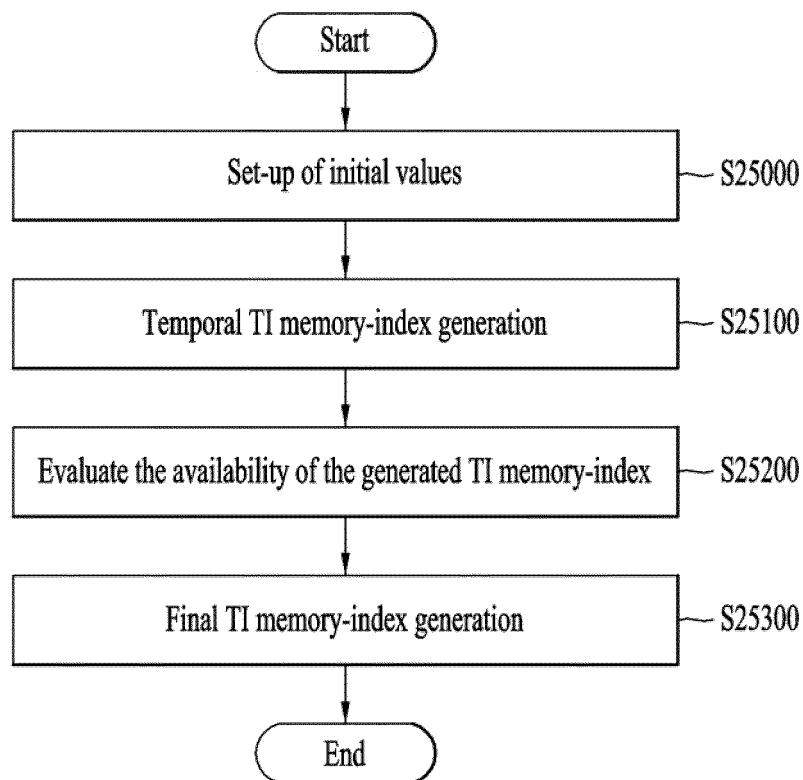 Start
Set-up of initial values
S25000
Temporal TI memory-index generation
S25100
Evaluate the availability of the generated TI memory-index
S25200
Final TI memory-index generation
S25300
End